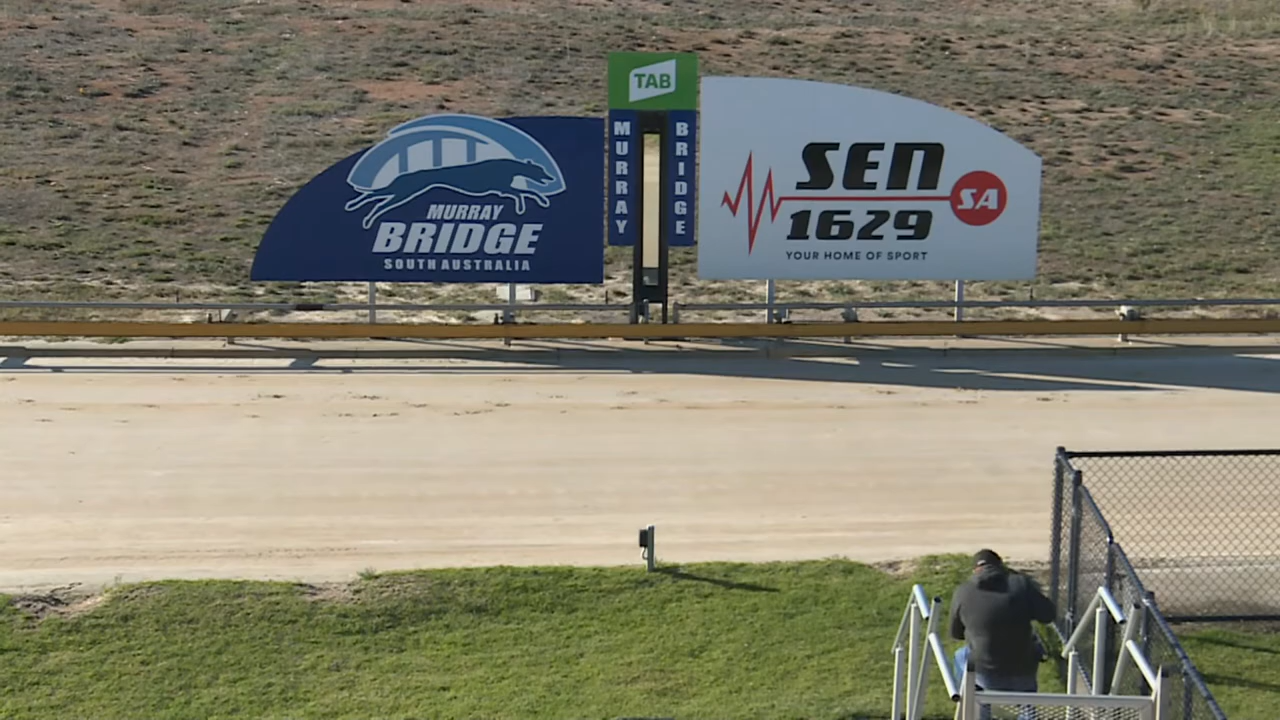 TAB
MURRAY
BRIDGE
MURRAY
BRIDGE
SOUTH AUSTRALIA
SEN
SA
1629
YOUR HOME OF SPORT